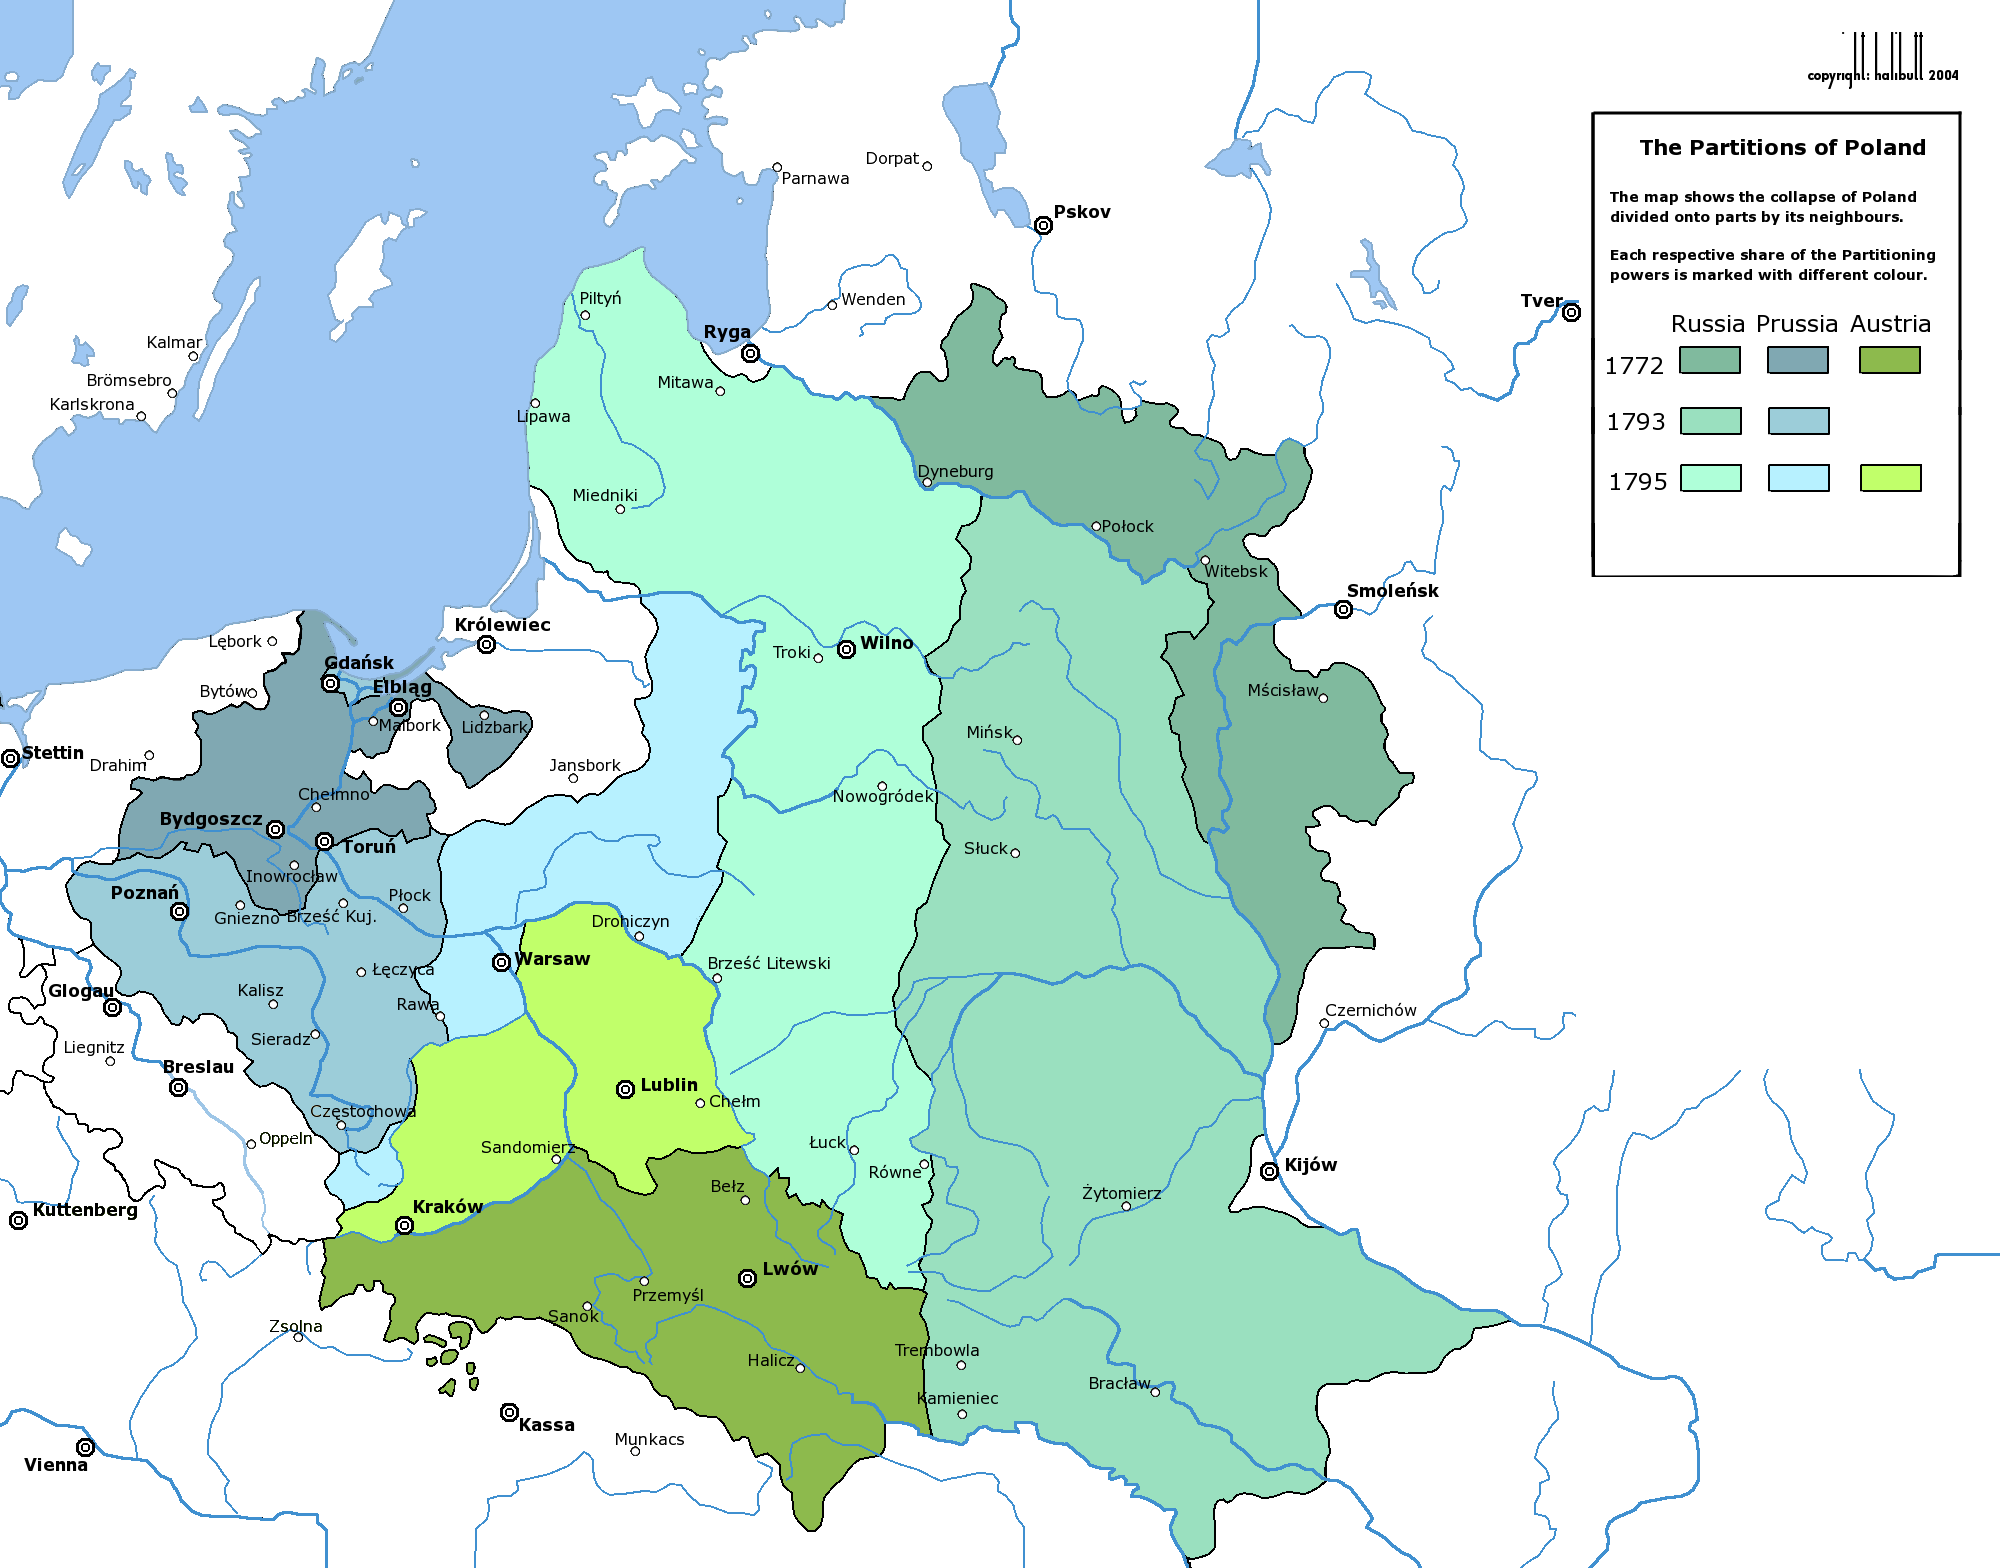 copyright: halibutt 2004
The Partitions of Poland
The map shows the collapse of Poland
divided onto parts by its neighbours.
Each respective share of the Partitioning
powers is marked with different colour.
Russia Prussia Austria
1772
1793
1795
Dorpat
Parnawa
Pskov
Piltyń
Wenden
Tver
Ryga
Kalmar
Mitawa
Brömsebro
Karlskrona
Lipawa
Dyneburg
Miedniki
Połock
Witebsk
Smoleńsk
Królewiec
Lębork
Wilno
Troki
Gdańsk
Elbląg
Bytów
Mścisław
Malbork
Lidzbark
Mińsk
Stettin
Drahim
Jansbork
Chełmno
Nowogródek
Bydgoszcz
Toruń
Słuck
Inowrocław
Poznań
Płock
Gniezno
Brześć Kuj.
Drohiczyn
Warsaw
Brześć Litewski
Łęczyca
Glogau
Kalisz
Rawa
Czernichów
Sieradz
Liegnitz
Breslau
Lublin
Chełm
Częstochowa
Oppeln
Łuck
Sandomierz
Kijów
Równe
Bełz
Żytomierz
Kuttenberg
Kraków
Lwów
Przemyśl
Sanok
Zsolna
Trembowla
Halicz
Bracław
Kamieniec
Kassa
Munkacs
Vienna